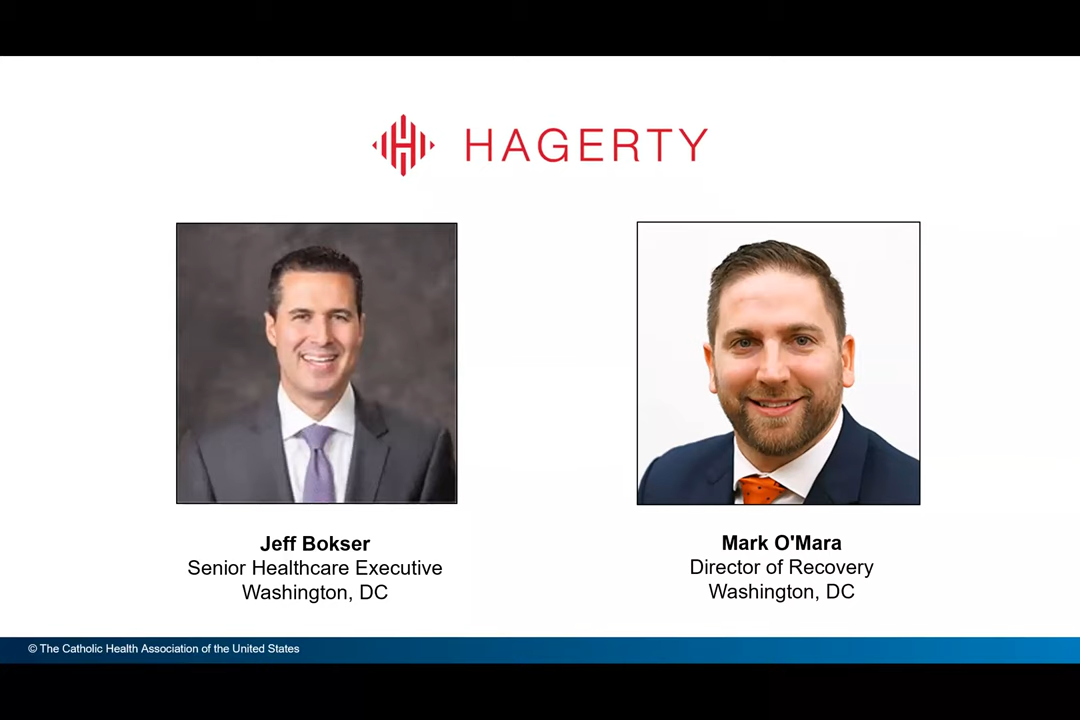 HAGERTY
Jeff Bokser
Senior Healthcare Executive
Washington, DC
Mark O'Mara
Director of Recovery
Washington, DC
© The Catholic Health Association of the United States